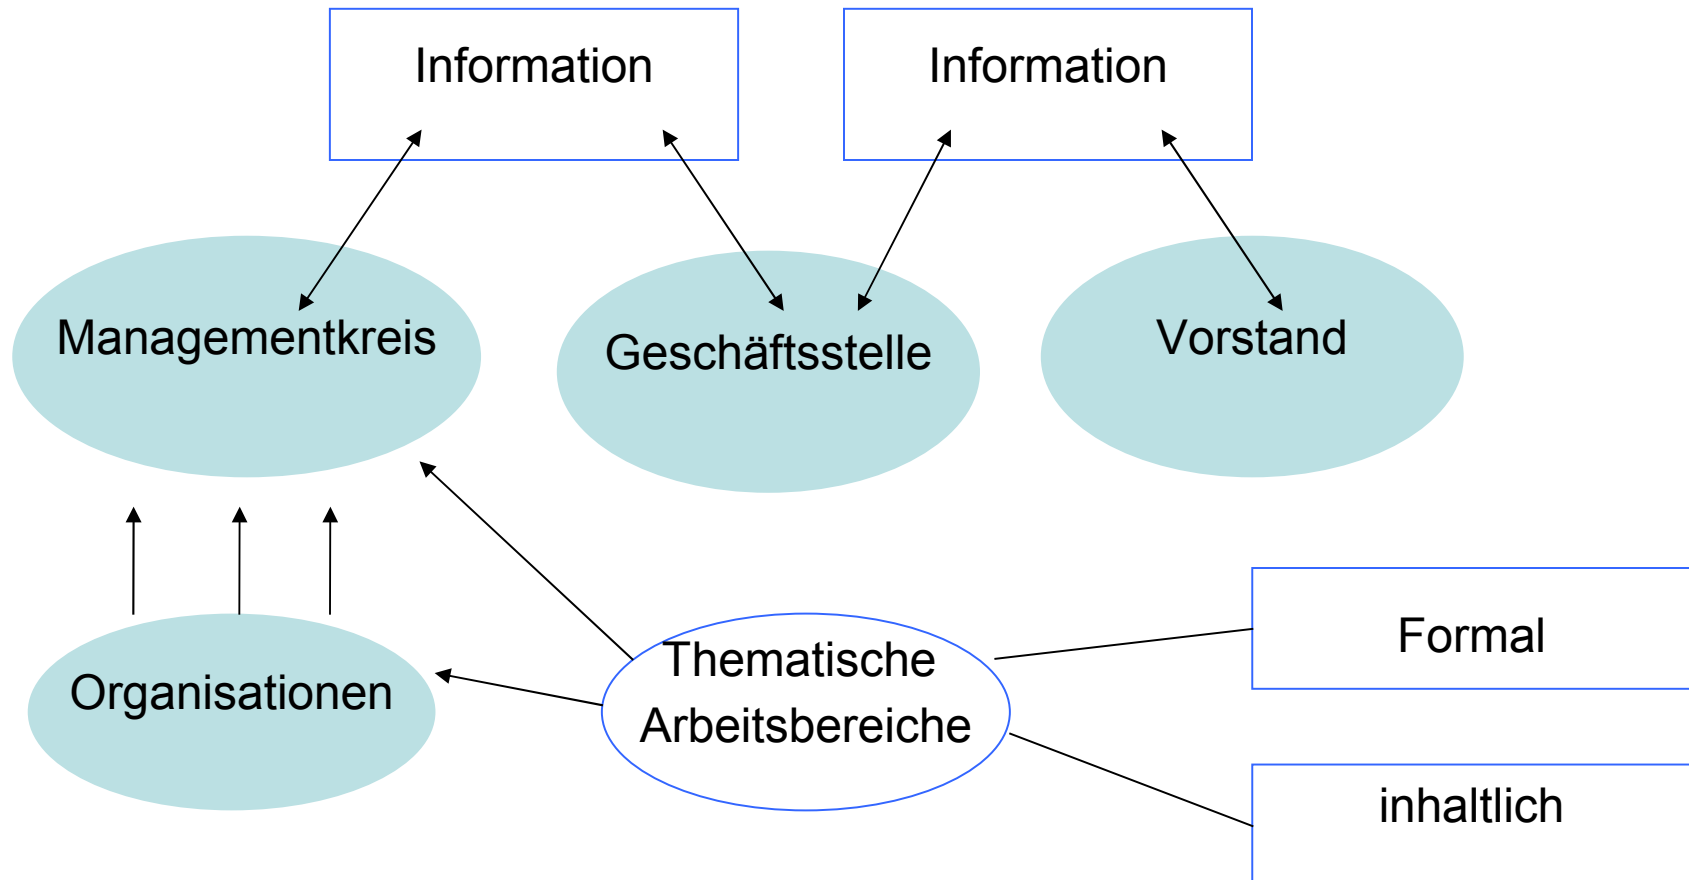 Information
Information
Managementkreis
Geschäftsstelle
Vorstand
Organisationen
Thematische
Arbeitsbereiche
Formal
inhaltlich